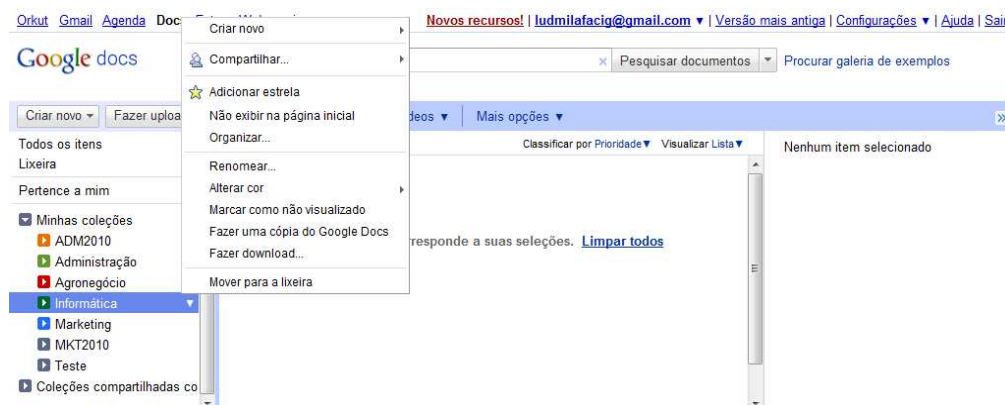 Orkut Gmail Agenda Novos recursos! | ludmilafacig@gmail.com ▼ | Versão mais antiga | Configurações ▼ | Ajuda | Sair
Google docs
Pesquisar documentos
Procurar galeria de exemplos
Criar novo
Compartilhar...
Adicionar estrela
Não exibir na página inicial
Organizar...
Renomear...
Alterar cor
Marcar como não visualizado
Fazer uma cópia do Google Docs
Fazer download...
Mover para a lixeira
Criar novo Fazer Mais opções ▼
Classificar por Prioridade▼ Visualizar Lista▼
Nenhum item selecionado
Todos os itens
Lixeira
Pertence a mim
Minhas coleções
ADM2010
Administração
Agronegócio
Informática
Marketing
MKT2010
Teste
Coleções compartilhadas co
a suas seleções. Limpar todos